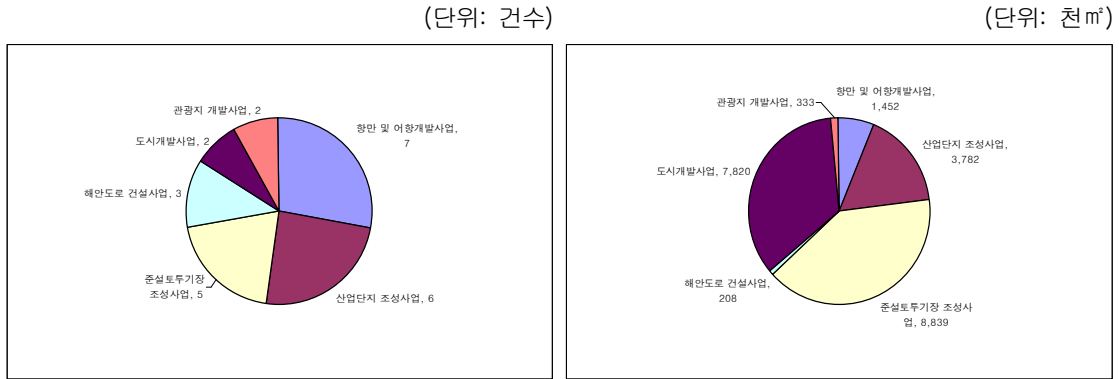 (단위: 건수)
관광지 개발사업, 2
항만 및 어항개발사업,
7
도시개발사업, 2
해안도로 건설사업, 3
준설토투기장
조성사업, 5
산업단지 조성사업, 6
(단위: 천㎡)
관광지 개발사업, 333
항만 및 어항개발사업,
1,452
산업단지 조성사업,
3,782
도시개발사업, 7,820
해안도로 건설사업,
208
준설토투기장 조성사
업, 8,839